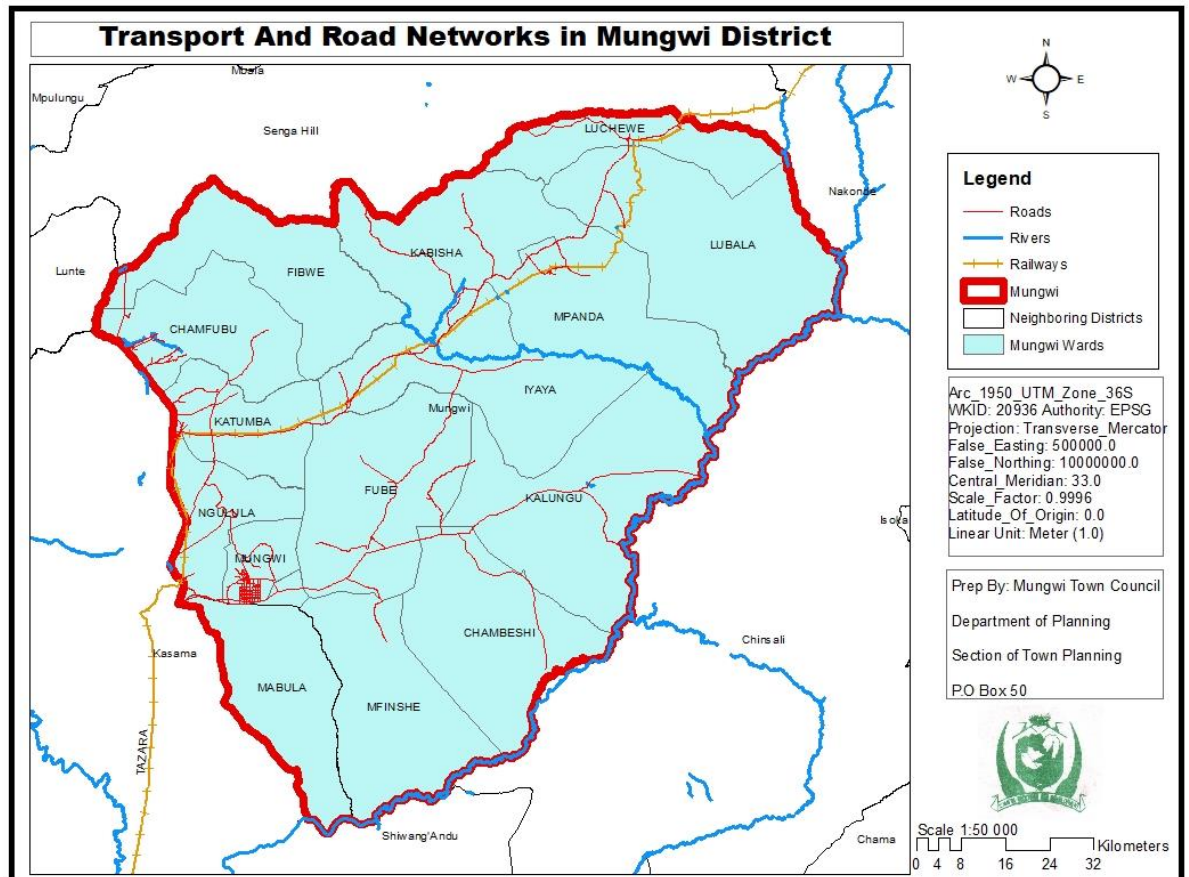 Transport And Road Networks in Mungwi District
Mbala
Mpulungu
Senga Hill
LUCHEWE
Nakonde
KABISHA
LUBALA
Lunte
FIBWE
MPANDA
CHAMFUBU
IYAYA
Mungwi
KATUMBA
FUBE
KALUNGU
NGULULA
Isoka
MUNGWI
CHAMBESHI
Chinsali
Kasama
MABULA
MFINSHE
TAZARA
Shiwang'Andu
Chama
N
W E
S
Legend
Roads
Rivers
Railways
Mungwi
Neighboring Districts
Mungwi Wards
Arc_1950_UTM_Zone_36S
WKID: 20936 Authority: EPSG
Projection: Transverse_Mercator
False_Easting: 500000.0
False_Northing: 10000000.0
Central_Meridian: 33.0
Scale_Factor: 0.9996
Latitude_Of_Origin: 0.0
Linear Unit: Meter (1.0)
Prep By: Mungwi Town Council
Department of Planning
Section of Town Planning
P.O Box 50
Scale 1:50 000
Kilometers
0 4 8 16 24 32